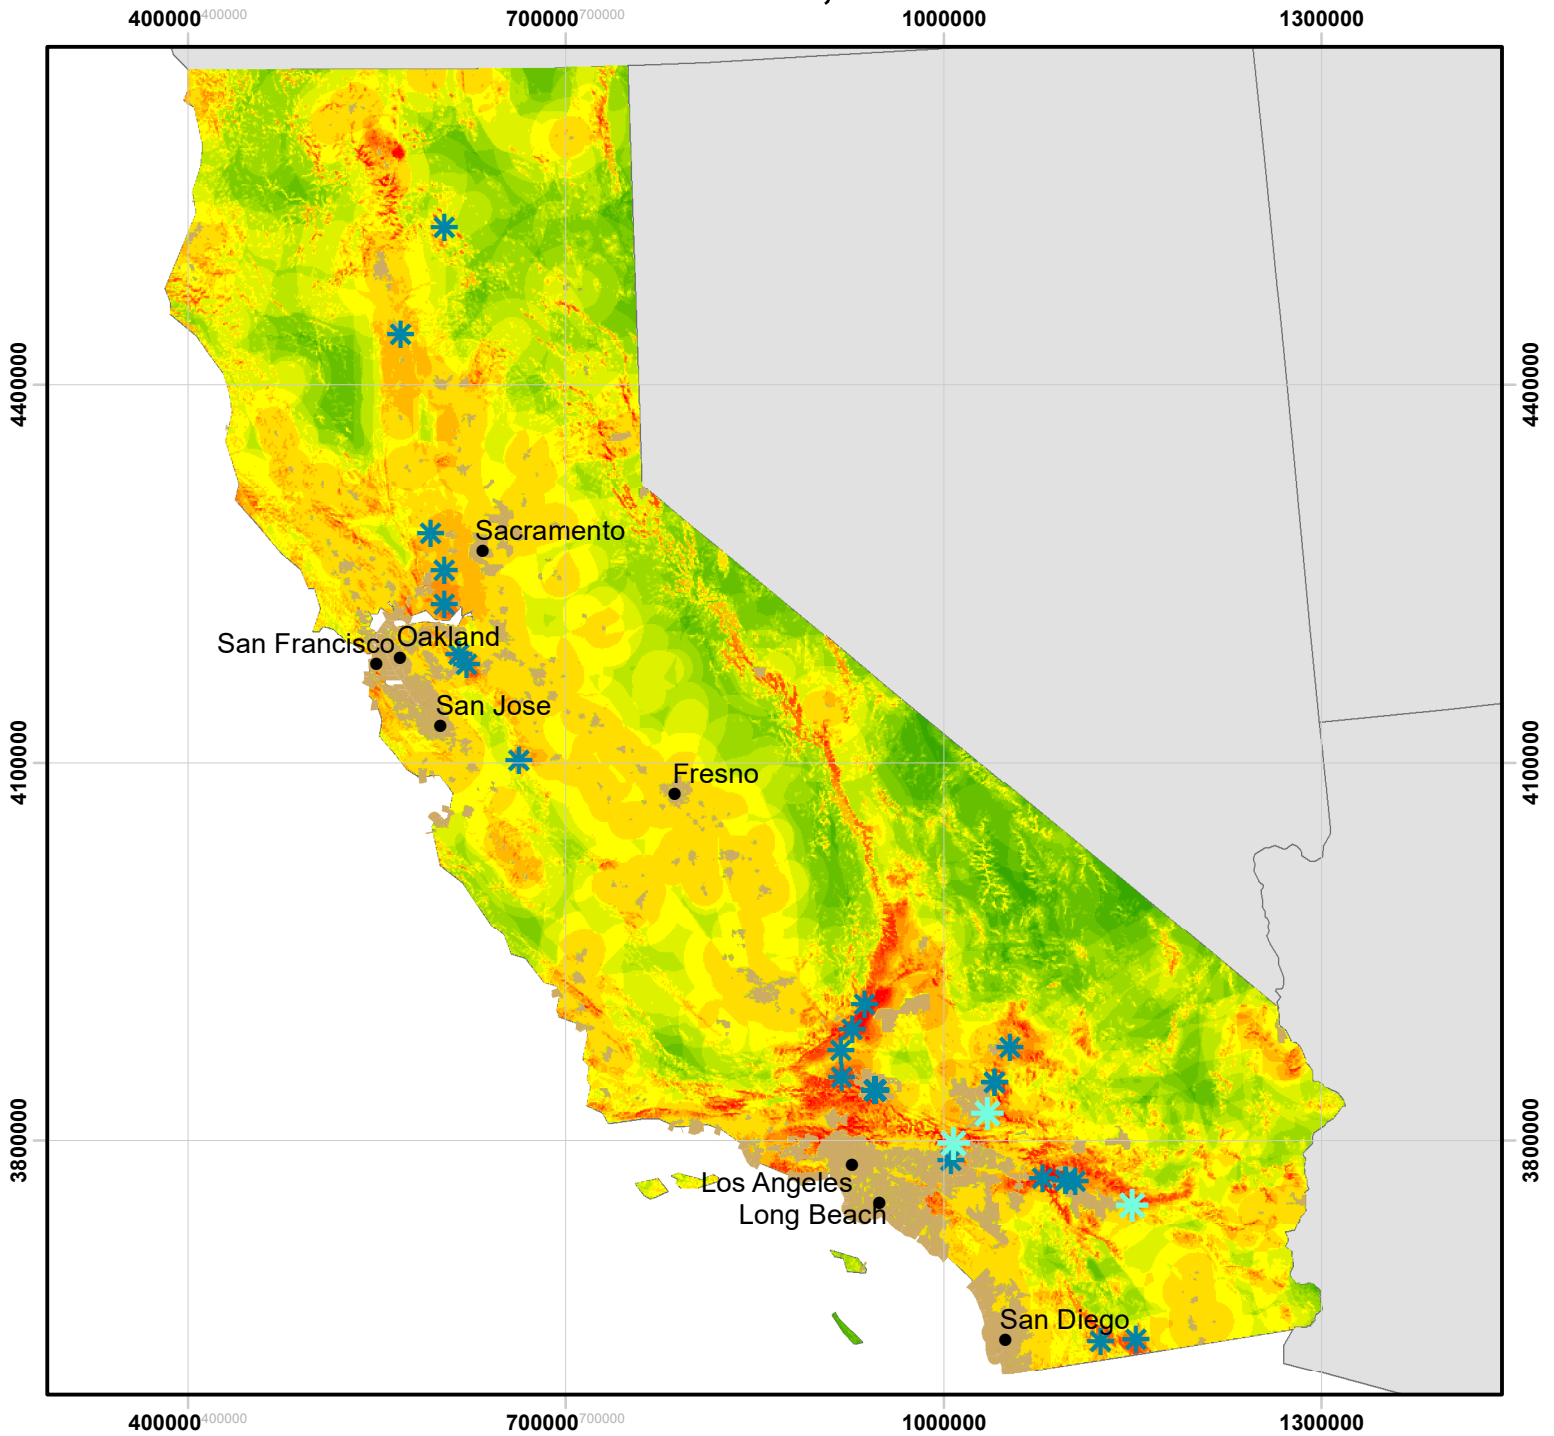 400000 400000 700000 700000 1000000 1300000
4400000 4400000
Sacramento
San Francisco Oakland
San Jose
4100000 4100000
Fresno
3800000 3800000
Los Angeles
Long Beach
San Diego
400000 400000 700000 700000 1000000 1300000